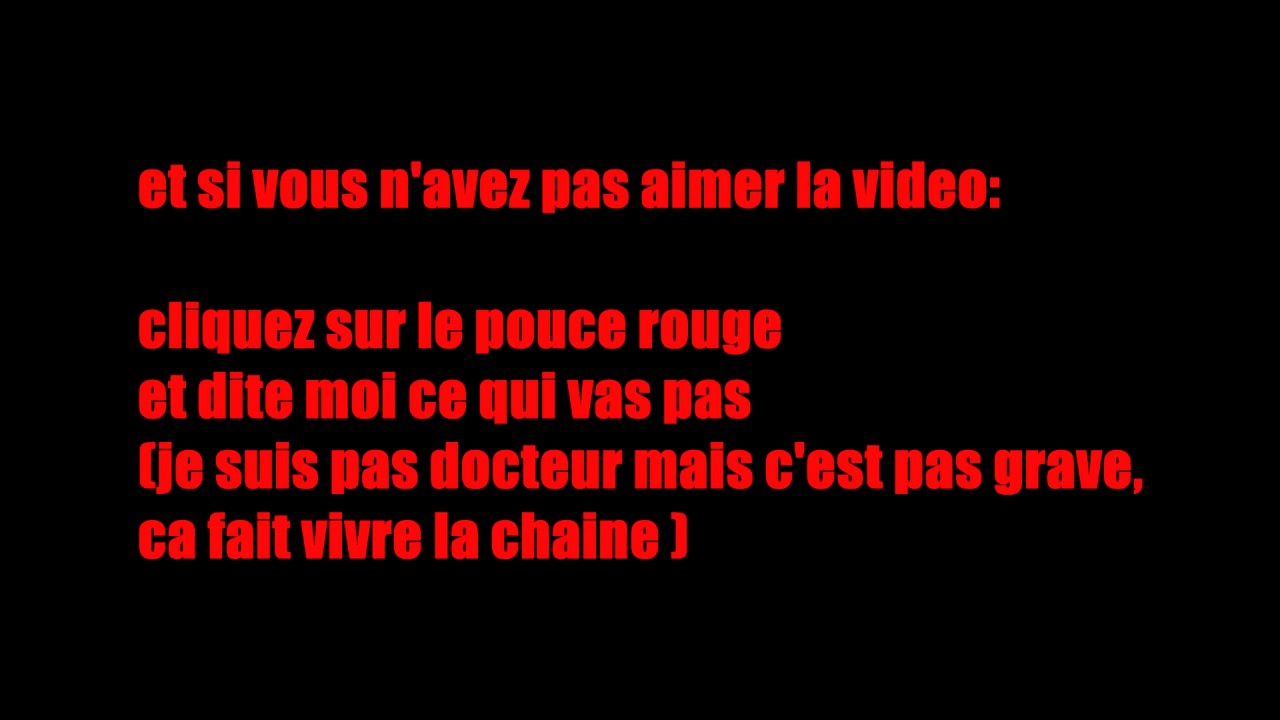 et si vous n'avez pas aimer la video:
cliquez sur le pouce rouge
et dite moi ce qui vas pas
(je suis pas docteur mais c'est pas grave,
ca fait vivre la chaine )